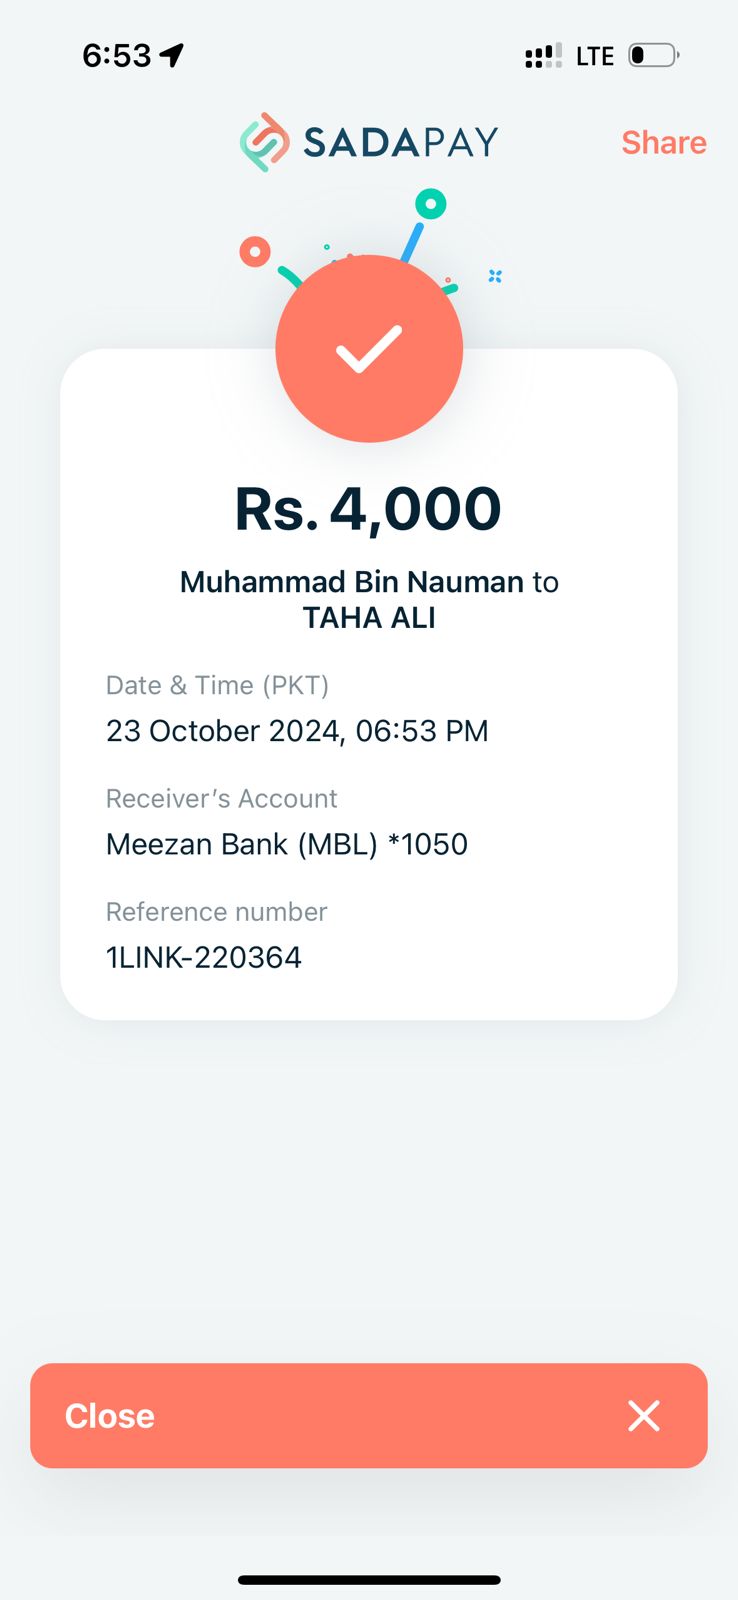 6:53 LTE
SADAPAY
Share
Rs. 4,000
Muhammad Bin Nauman to
TAHA ALI
Date & Time (PKT)
23 October 2024, 06:53 PM
Receiver’s Account
Meezan Bank (MBL) *1050
Reference number
1LINK-220364
Close